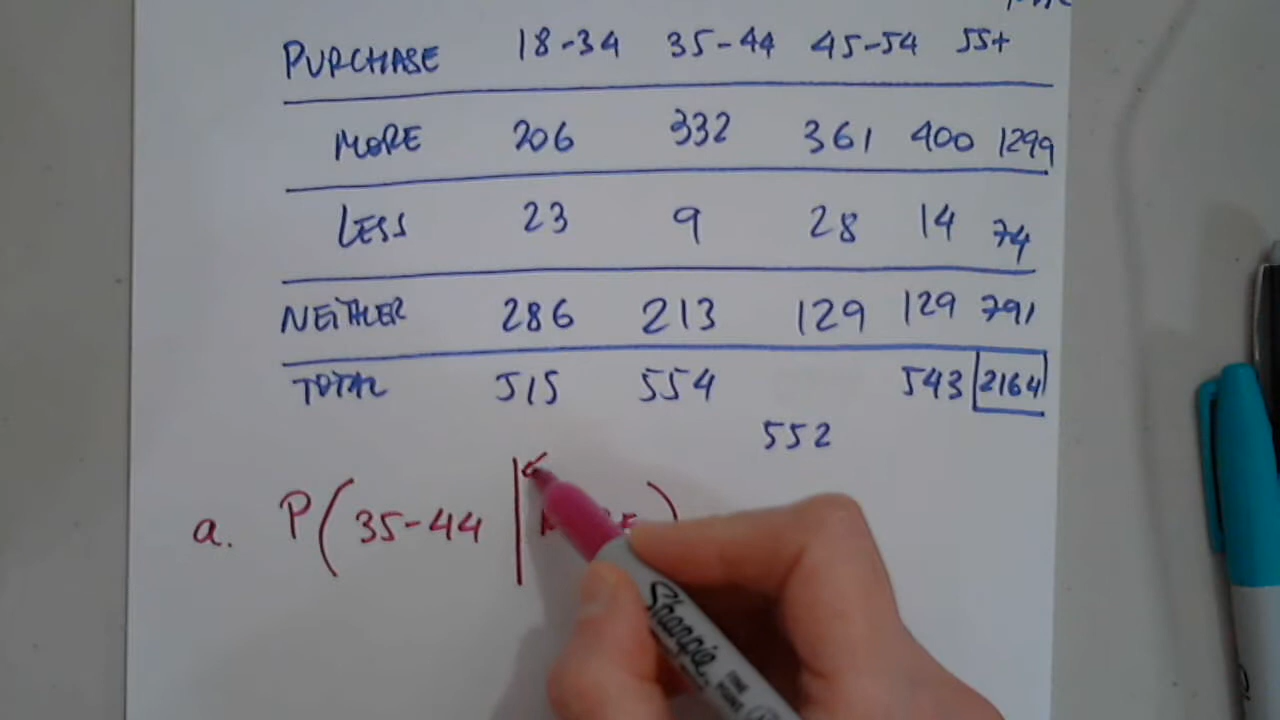 PURCHASE 18-34 35-44 45-54 55+
MORE 206 332 361 400 1299
LESS 23 9 28 14 74
NEITHER 286 213 129 129 791
TOTAL 515 554 543 2164
552
a. P(35-44 | )
Sharpie